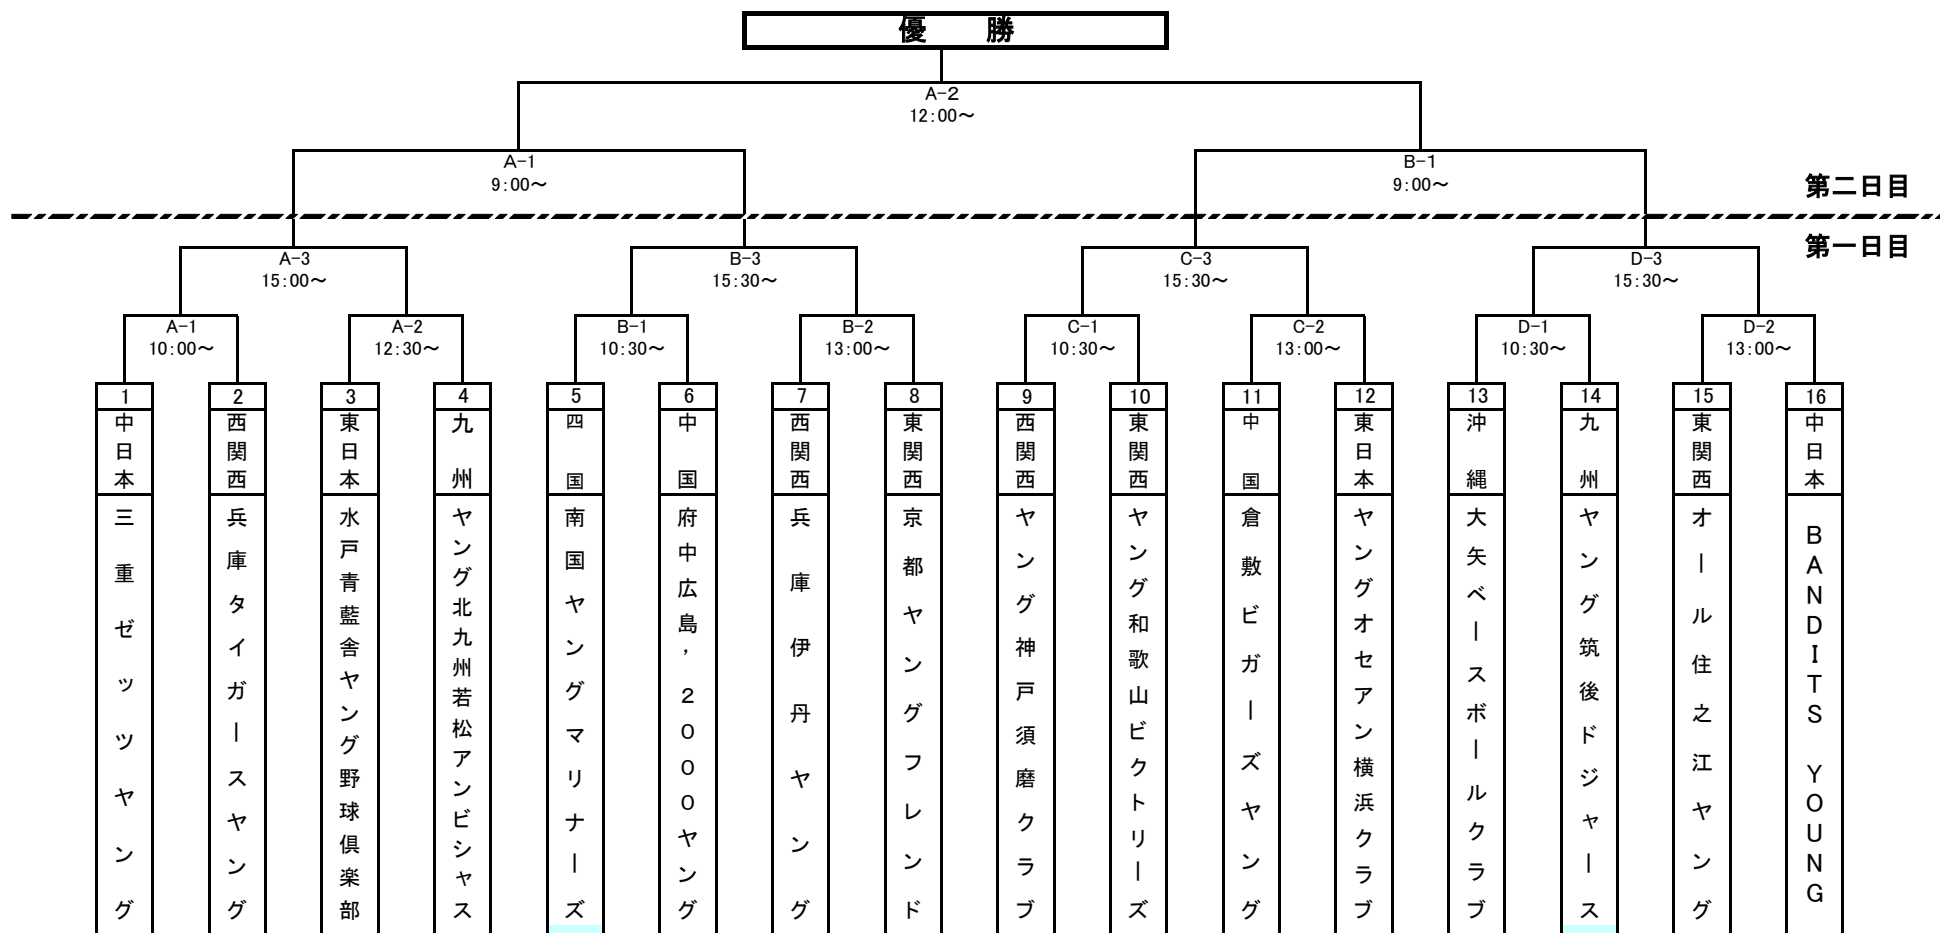 優 勝
A-2
12:00～
A-1
9:00～
B-1
9:00～
第二日目
第一日目
A-3
15:00～
B-3
15:30～
C-3
15:30～
D-3
15:30～
A-1
10:00～
A-2
12:30～
B-1
10:30～
B-2
13:00～
C-1
10:30～
C-2
13:00～
D-1
10:30～
D-2
13:00～
1
中日本
三重ゼッツヤング
2
西関西
兵庫タイガースヤング
3
東日本
水戸青藍舎ヤング野球倶楽部
4
九州
ヤング北九州若松アンビシャス
5
四国
南国ヤングマリナーズ
6
中国
府中広島，2000ヤング
7
西関西
兵庫伊丹ヤング
8
東関西
京都ヤングフレンド
9
西関西
ヤング神戸須磨クラブ
10
東関西
ヤング和歌山ビクトリーズ
11
中国
倉敷ビガーズヤング
12
東日本
ヤングオセアン横浜クラブ
13
沖縄
大矢ベースボールクラブ
14
九州
ヤング筑後ドジャース
15
東関西
オール住之江ヤング
16
中日本
BANDITS YOUNG